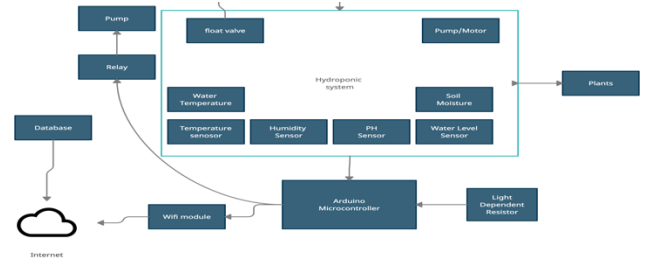 Pump
float valve
Pump/Motor
Relay
Hydroponic
system
Plants
Water
Temperature
Soil
Moisture
Database
Temperature
senosor
Humidity
Sensor
PH
Sensor
Water Level
Sensor
Arduino
Microcontroller
Light
Dependent
Resistor
Wifi module
Internet